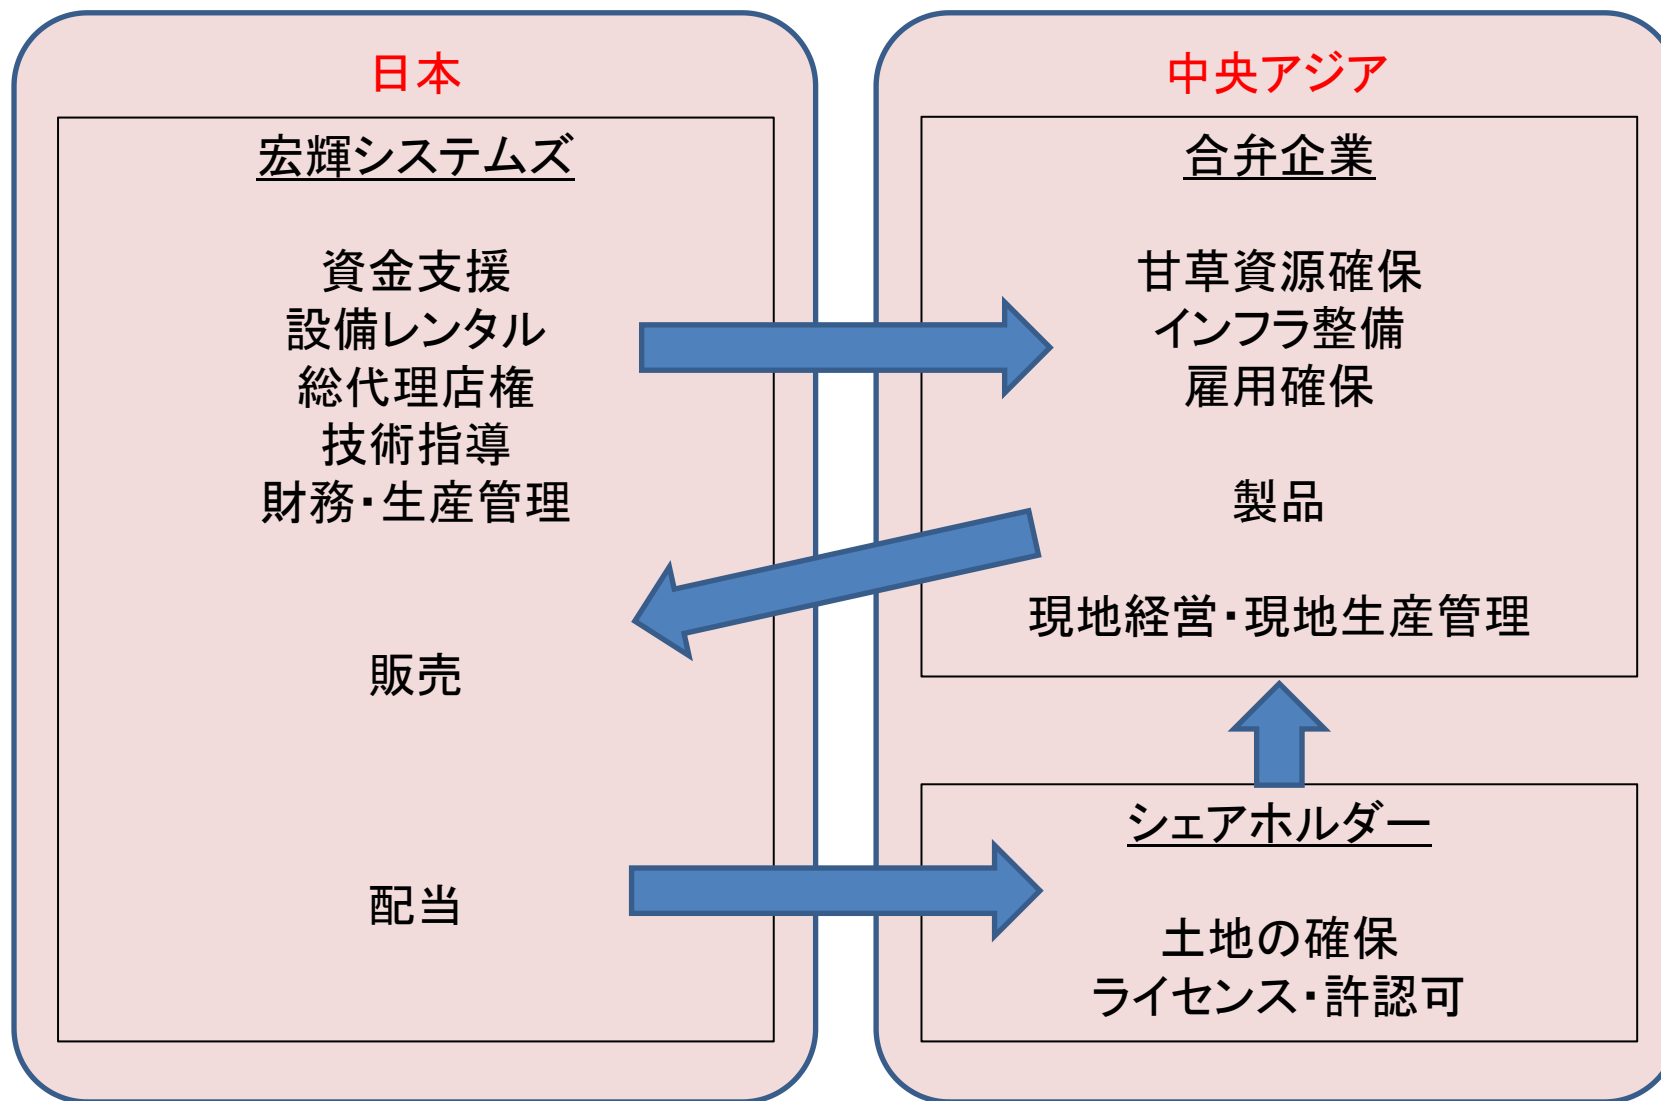 日本
宏輝システムズ
資金支援
設備レンタル
総代理店権
技術指導
財務・生産管理
販売
配当
中央アジア
合弁企業
甘草資源確保
インフラ整備
雇用確保
製品
現地経営・現地生産管理
シェアホルダー
土地の確保
ライセンス・許認可